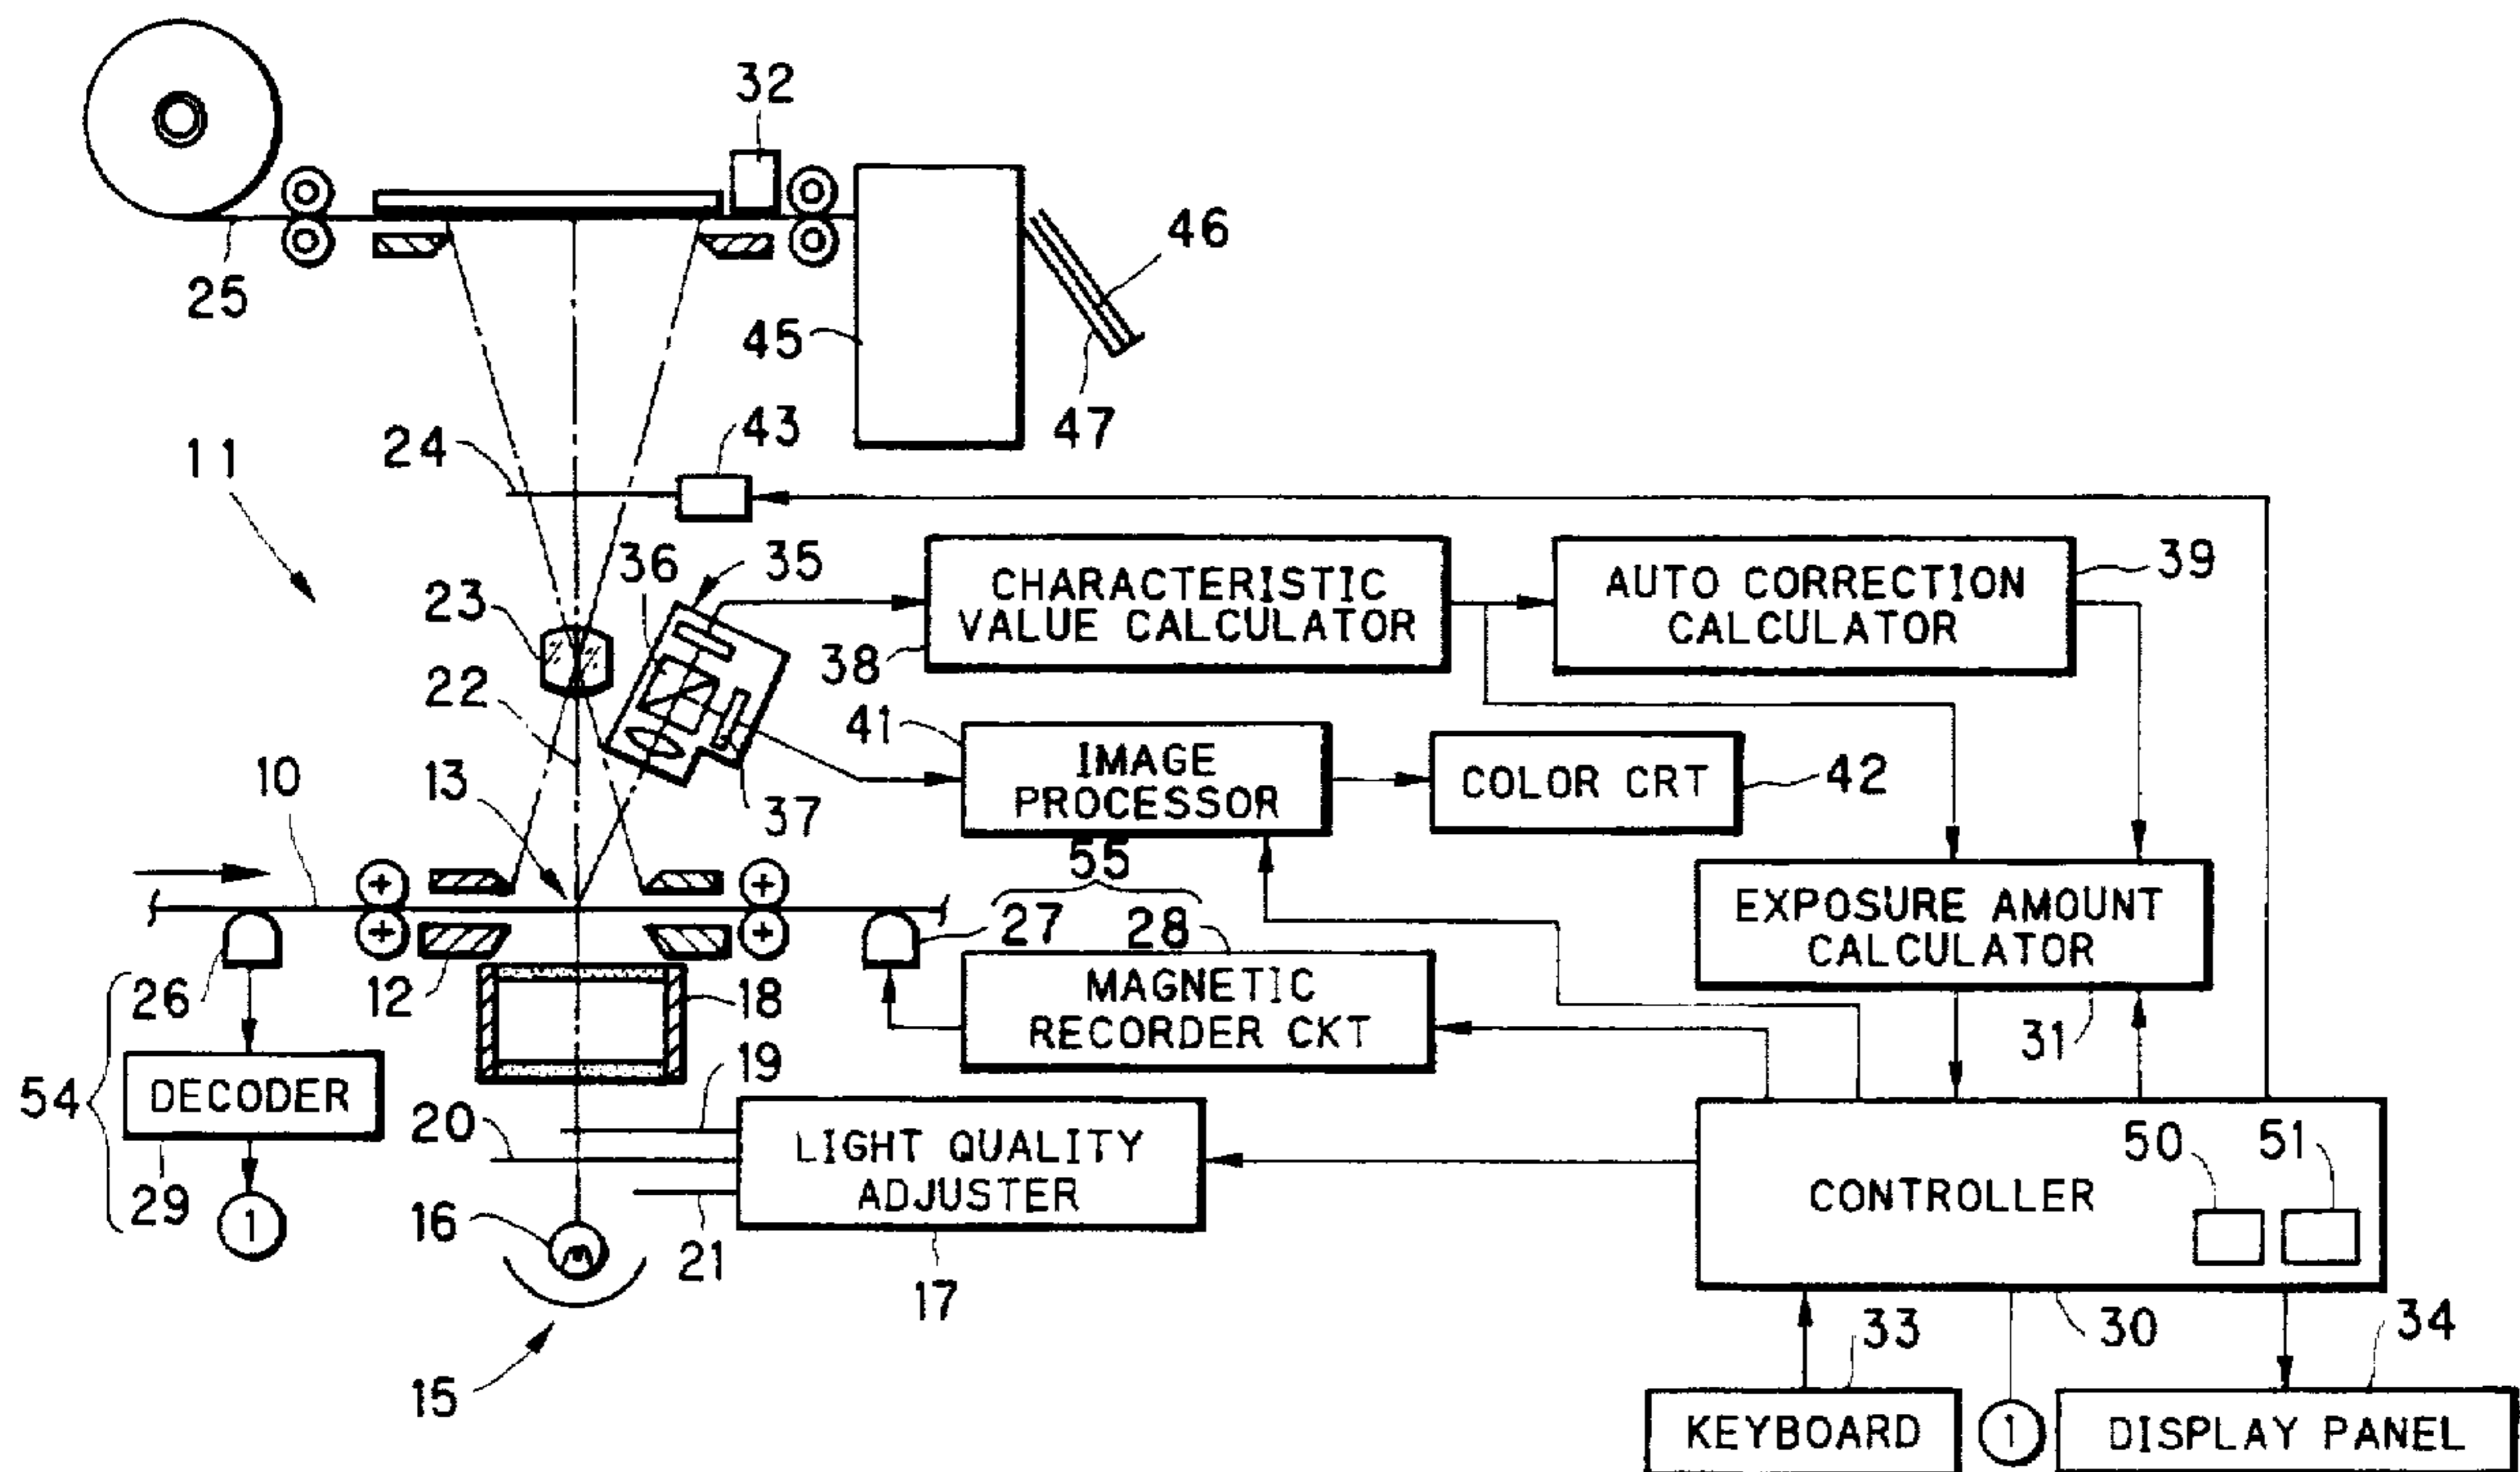 32
46
25
45
47
43
24
11
36
35
CHARACTERISTIC
VALUE CALCULATOR
AUTO CORRECTION
CALCULATOR
39
23
38
22
41
IMAGE
PROCESSOR
COLOR CRT
42
10
13
37
55
27 28
EXPOSURE AMOUNT
CALCULATOR
26
12
18
MAGNETIC
RECORDER CKT
31
19
54
DECODER
20
LIGHT QUALITY
ADJUSTER
50
51
CONTROLLER
29
1
16
21
17
33
30
34
15
KEYBOARD
1
DISPLAY PANEL